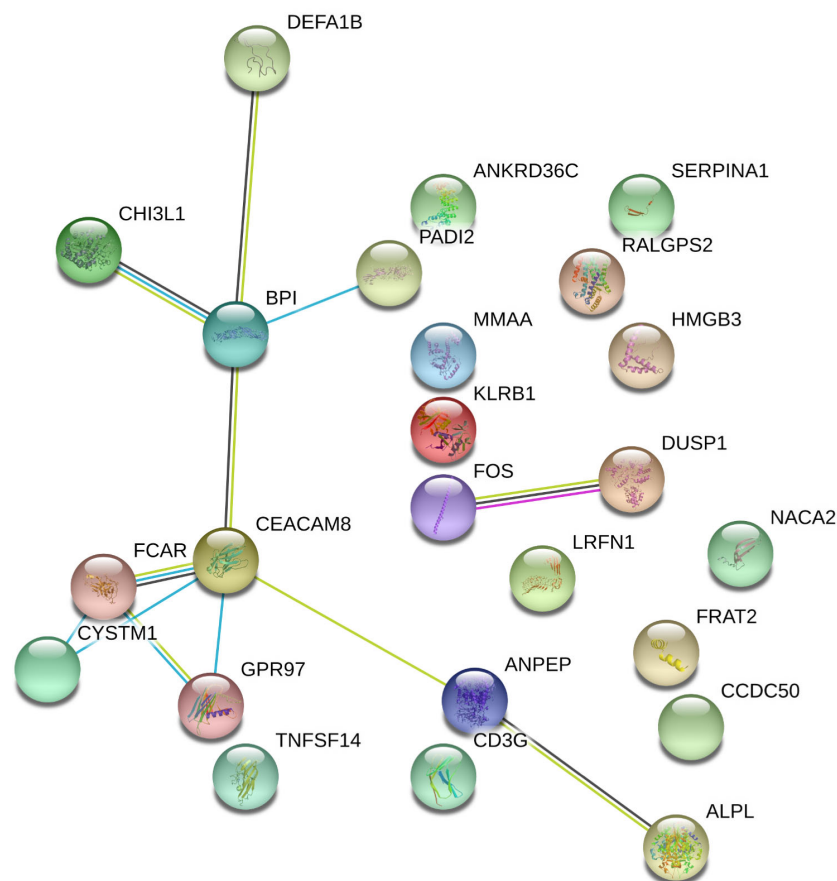 DEFA1B
ANKRD36C
SERPINA1
CHI3L1
PADI2
RALGPS2
BPI
MMAA
HMGB3
KLRB1
FOS
DUSP1
NACA2
CEACAM8
LRFN1
FCAR
FRAT2
CYSTM1
GPR97
ANPEP
CCDC50
TNFSF14
CD3G
ALPL